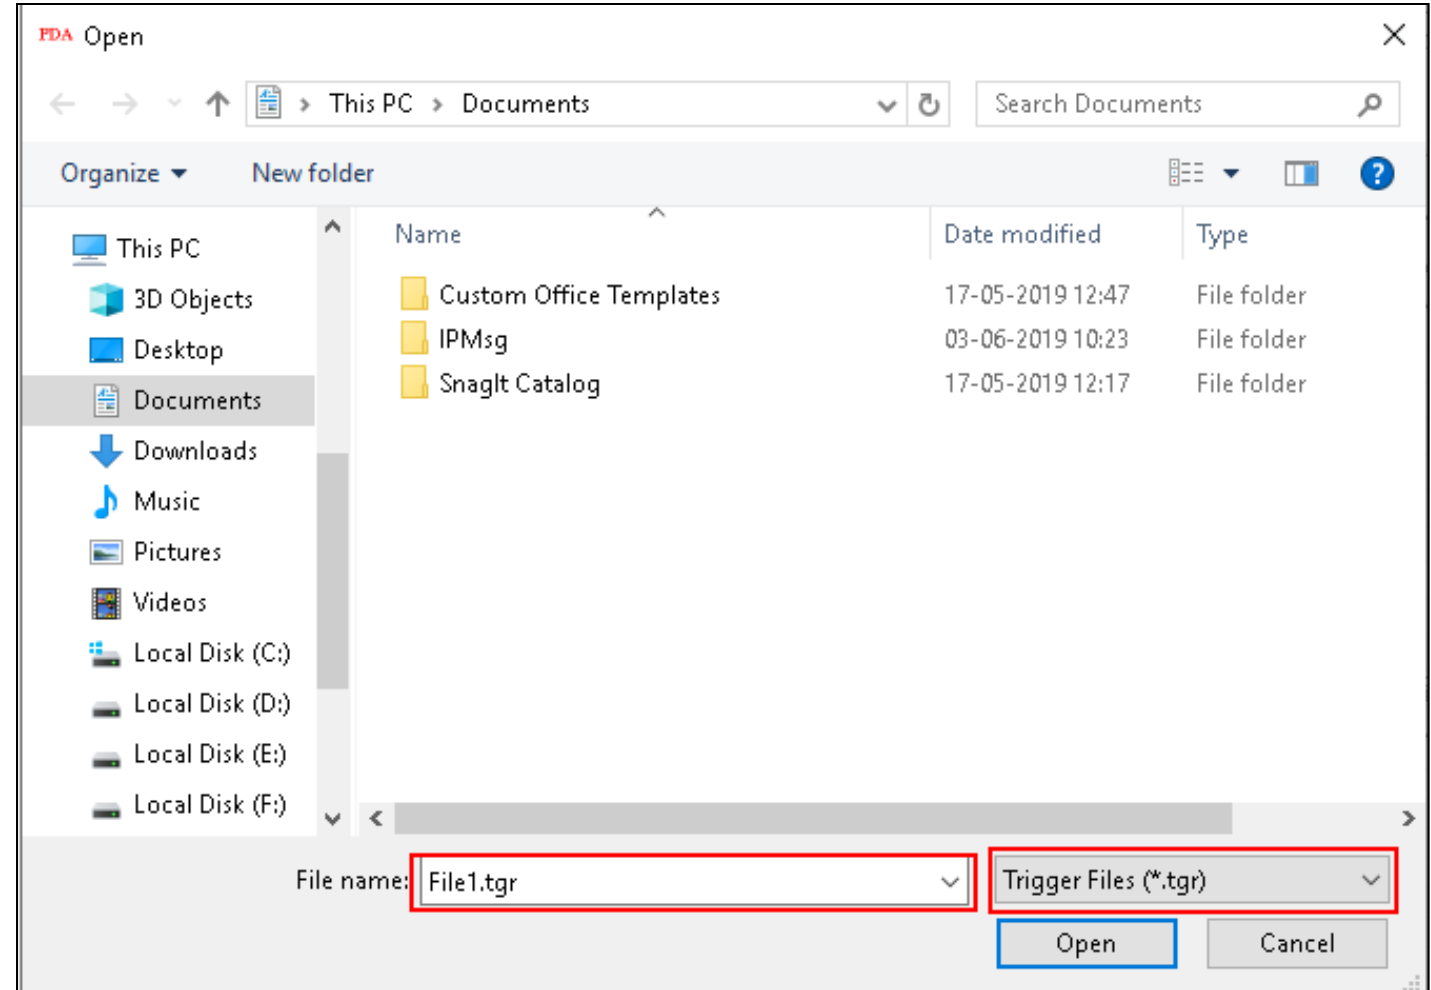 PDA Open
This PC > Documents
Search Documents
Organize
New folder
?
Name
Date modified
Type
This PC
3D Objects
Desktop
Documents
Downloads
Music
Pictures
Videos
Local Disk (C:)
Local Disk (D:)
Local Disk (E:)
Local Disk (F:)
Custom Office Templates 17-05-2019 12:47 File folder
IPMsg 03-06-2019 10:23 File folder
SnagIt Catalog 17-05-2019 12:17 File folder
File name: File1.tgr Trigger Files (*.tgr)
Open Cancel